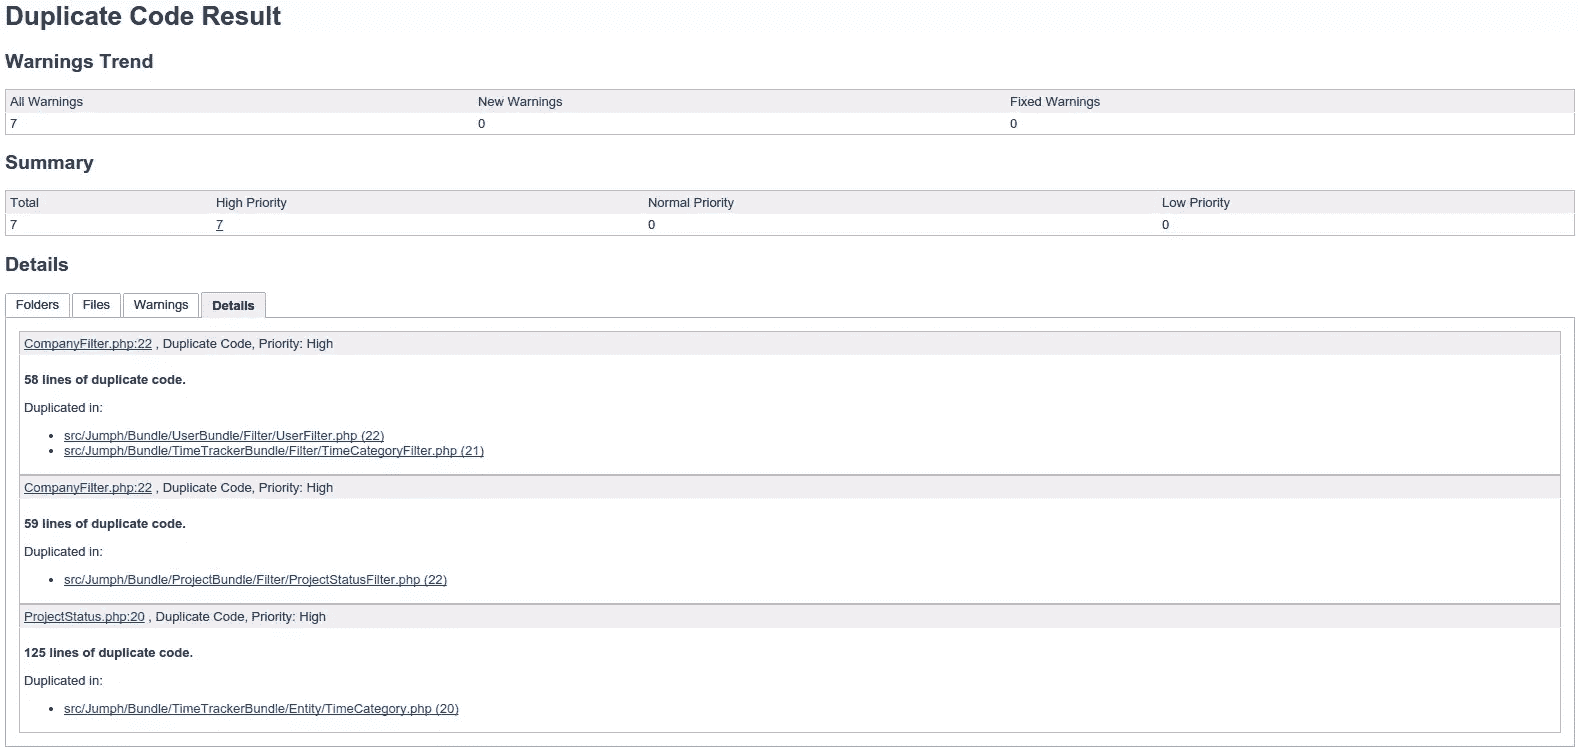 Duplicate Code Result
Warnings Trend
All Warnings New Warnings Fixed Warnings
7 0 0
Summary
Total High Priority Normal Priority Low Priority
7 7 0 0
Details
Folders Files Warnings Details
CompanyFilter.php:22 , Duplicate Code, Priority: High
58 lines of duplicate code.
Duplicated in:
• src/Jumph/Bundle/UserBundle/Filter/UserFilter.php (22)
• src/Jumph/Bundle/TimeTrackerBundle/Filter/TimeCategoryFilter.php (21)
CompanyFilter.php:22 , Duplicate Code, Priority: High
59 lines of duplicate code.
Duplicated in:
• src/Jumph/Bundle/ProjectBundle/Filter/ProjectStatusFilter.php (22)
ProjectStatus.php:20 , Duplicate Code, Priority: High
125 lines of duplicate code.
Duplicated in:
• src/Jumph/Bundle/TimeTrackerBundle/Entity/TimeCategory.php (20)